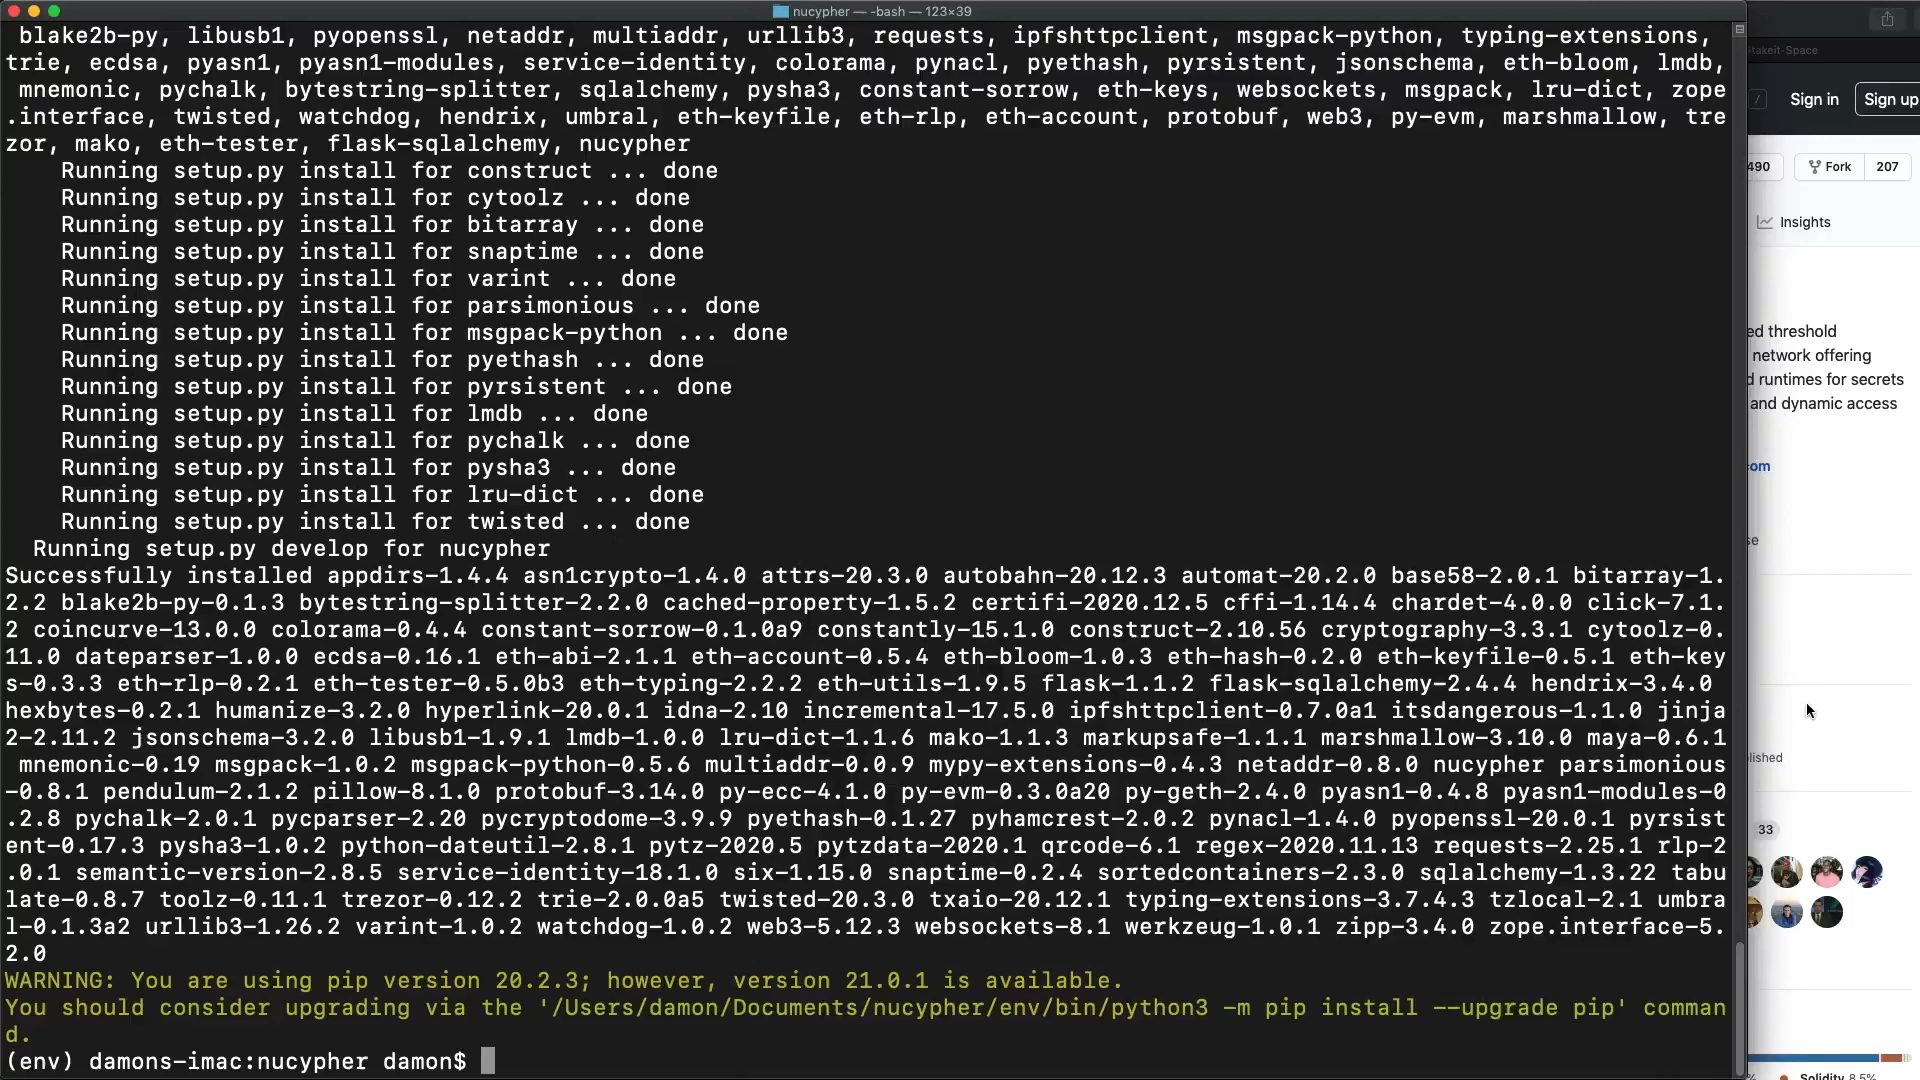 nucypher — -bash — 123×39
blake2b-py, libusb1, pyopenssl, netaddr, multiaddr, urllib3, requests, ipfshttpclient, msgpack-python, typing-extensions,
trie, ecdsa, pyasn1, pyasn1-modules, service-identity, colorama, pynacl, pyethash, pyrsistent, jsonschema, eth-bloom, lmdb,
mnemonic, pychalk, bytestring-splitter, sqlalchemy, pysha3, constant-sorrow, eth-keys, websockets, msgpack, lru-dict, zope
.interface, twisted, watchdog, hendrix, umbral, eth-keyfile, eth-rlp, eth-account, protobuf, web3, py-evm, marshmallow, tre
zor, mako, eth-tester, flask-sqlalchemy, nucypher
Running setup.py install for construct ... done
Running setup.py install for cytoolz ... done
Running setup.py install for bitarray ... done
Running setup.py install for snaptime ... done
Running setup.py install for varint ... done
Running setup.py install for parsimonious ... done
Running setup.py install for msgpack-python ... done
Running setup.py install for pyethash ... done
Running setup.py install for pyrsistent ... done
Running setup.py install for lmdb ... done
Running setup.py install for pychalk ... done
Running setup.py install for pysha3 ... done
Running setup.py install for lru-dict ... done
Running setup.py install for twisted ... done
Running setup.py develop for nucypher
Successfully installed appdirs-1.4.4 asn1crypto-1.4.0 attrs-20.3.0 autobahn-20.12.3 automat-20.2.0 base58-2.0.1 bitarray-1.
2.2 blake2b-py-0.1.3 bytestring-splitter-2.2.0 cached-property-1.5.2 certifi-2020.12.5 cffi-1.14.4 chardet-4.0.0 click-7.1.
2 coincurve-13.0.0 colorama-0.4.4 constant-sorrow-0.1.0a9 constantly-15.1.0 construct-2.10.56 cryptography-3.3.1 cytoolz-0.
11.0 dateparser-1.0.0 ecdsa-0.16.1 eth-abi-2.1.1 eth-account-0.5.4 eth-bloom-1.0.3 eth-hash-0.2.0 eth-keyfile-0.5.1 eth-key
s-0.3.3 eth-rlp-0.2.1 eth-tester-0.5.0b3 eth-typing-2.2.2 eth-utils-1.9.5 flask-1.1.2 flask-sqlalchemy-2.4.4 hendrix-3.4.0
hexbytes-0.2.1 humanize-3.2.0 hyperlink-20.0.1 idna-2.10 incremental-17.5.0 ipfshttpclient-0.7.0a1 itsdangerous-1.1.0 jinja
2-2.11.2 jsonschema-3.2.0 libusb1-1.9.1 lmdb-1.0.0 lru-dict-1.1.6 mako-1.1.3 markupsafe-1.1.1 marshmallow-3.10.0 maya-0.6.1
mnemonic-0.19 msgpack-1.0.2 msgpack-python-0.5.6 multiaddr-0.0.9 mypy-extensions-0.4.3 netaddr-0.8.0 nucypher parsimonious
-0.8.1 pendulum-2.1.2 pillow-8.1.0 protobuf-3.14.0 py-ecc-4.1.0 py-evm-0.3.0a20 py-geth-2.4.0 pyasn1-0.4.8 pyasn1-modules-0
.2.8 pychalk-2.0.1 pycparser-2.20 pycryptodome-3.9.9 pyethash-0.1.27 pyhamcrest-2.0.2 pynacl-1.4.0 pyopenssl-20.0.1 pyrsist
ent-0.17.3 pysha3-1.0.2 python-dateutil-2.8.1 pytz-2020.5 pytzdata-2020.1 qrcode-6.1 regex-2020.11.13 requests-2.25.1 rlp-2
.0.1 semantic-version-2.8.5 service-identity-18.1.0 six-1.15.0 snaptime-0.2.4 sortedcontainers-2.3.0 sqlalchemy-1.3.22 tabu
late-0.8.7 toolz-0.11.1 trezor-0.12.2 trie-2.0.0a5 twisted-20.3.0 txaio-20.12.1 typing-extensions-3.7.4.3 tzlocal-2.1 umbra
l-0.1.3a2 urllib3-1.26.2 varint-1.0.2 watchdog-1.0.2 web3-5.12.3 websockets-8.1 werkzeug-1.0.1 zipp-3.4.0 zope.interface-5.
2.0
WARNING: You are using pip version 20.2.3; however, version 21.0.1 is available.
You should consider upgrading via the '/Users/damon/Documents/nucypher/env/bin/python3 -m pip install --upgrade pip' comman
d.
(env) damons-imac:nucypher damon$
takeit-Space
/ Sign in Sign up
490 Fork 207
Insights
ed threshold
network offering
d runtimes for secrets
and dynamic access
com
se
lished
33
% Solidity 8.5%